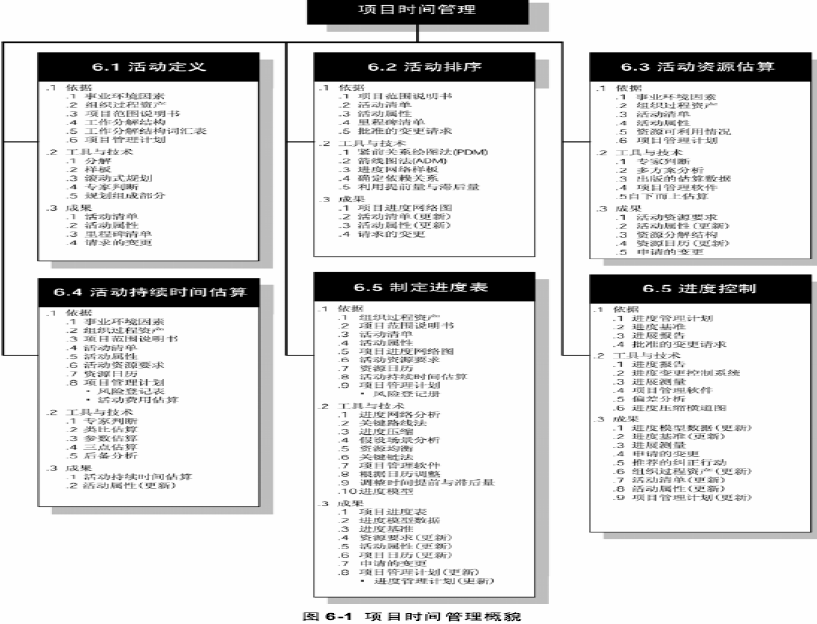 项目时间管理
6.1 活动定义
.1 依据
.1 事业环境因素
.2 组织过程资产
.3 项目范围说明书
.4 工作分解结构
.5 工作分解结构词汇表
.6 项目管理计划
.2 工具与技术
.1 分解
.2 样板
.3 滚动式规划
.4 专家判断
.5 规划组成部分
.3 成果
.1 活动清单
.2 活动属性
.3 里程碑清单
.4 请求的变更
6.2 活动排序
.1 依据
.1 项目范围说明书
.2 活动清单
.3 活动属性
.4 里程碑清单
.5 批准的变更请求
.2 工具与技术
.1 紧前关系绘图法(PDM)
.2 箭线图法(ADM)
.3 进度网络样板
.4 确定依赖关系
.5 利用提前量与滞后量
.3 成果
.1 项目进度网络图
.2 活动清单(更新)
.3 活动属性(更新)
.4 请求的变更
6.3 活动资源估算
.1 依据
.1 事业环境因素
.2 组织过程资产
.3 活动清单
.4 活动属性
.5 资源可利用情况
.6 项目管理计划
.2 工具与技术
.1 专家判断
.2 多方案分析
.3 出版的估算数据
.4 项目管理软件
.5自下而上估算
.3 成果
.1 活动资源要求
.2 活动属性(更新)
.3 资源分解结构
.4 资源日历(更新)
.5 申请的变更
6.4 活动持续时间估算
.1 依据
.1 事业环境因素
.2 组织过程资产
.3 项目范围说明书
.4 活动清单
.5 活动属性
.6 活动资源要求
.7 资源日历
.8 项目管理计划
• 风险登记表
• 活动费用估算
.2 工具与技术
.1 专家判断
.2 类比估算
.3 参数估算
.4 三点估算
.5 后备分析
.3 成果
.1 活动持续时间估算
.2 活动属性(更新)
6.5 制定进度表
.1 依据
.1 组织过程资产
.2 项目范围说明书
.3 活动清单
.4 活动属性
.5 项目进度网络图
.6 活动资源要求
.7 资源日历
.8 活动持续时间估算
.9 项目管理计划
• 风险登记册
.2 工具与技术
.1 进度网络分析
.2 关键路线法
.3 进度压缩
.4 假设场景分析
.5 资源均衡
.6 关键链法
.7 项目管理软件
.8 根据日历调整
.9 调整时间提前与滞后量
.10进度模型
.3 成果
.1 项目进度表
.2 进度模型数据
.3 进度基准
.4 资源要求(更新)
.5 活动属性(更新)
.6 项目日历(更新)
.7 申请的变更
.8 项目管理计划(更新)
• 进度管理计划(更新)
6.5 进度控制
.1 依据
.1 进度管理计划
.2 进度基准
.3 进展报告
.4 批准的变更请求
.2 工具与技术
.1 进度报告
.2 进度变更控制系统
.3 进展测量
.4 项目管理软件
.5 偏差分析
.6 进度压缩横道图
.3 成果
.1 进度模型数据(更新)
.2 进度基准(更新)
.3 进展测量
.4 申请的变更
.5 推荐的纠正行动
.6 组织过程资产(更新)
.7 活动清单(更新)
.8 活动属性(更新)
.9 项目管理计划(更新)
图 6-1 项目时间管理概貌